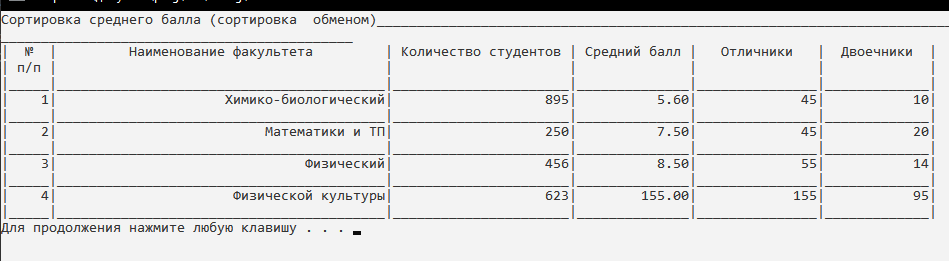 Сортировка среднего балла (сортировка  обменом)
№ Наименование факультета Количество студентов Средний балл Отличники Двоечники
п/п
1 Химико-биологический 895 5.60 45 10
2 Математики и ТП 250 7.50 45 20
3 Физический 456 8.50 55 14
4 Физической культуры 623 155.00 155 95
Для продолжения нажмите любую клавишу . . .